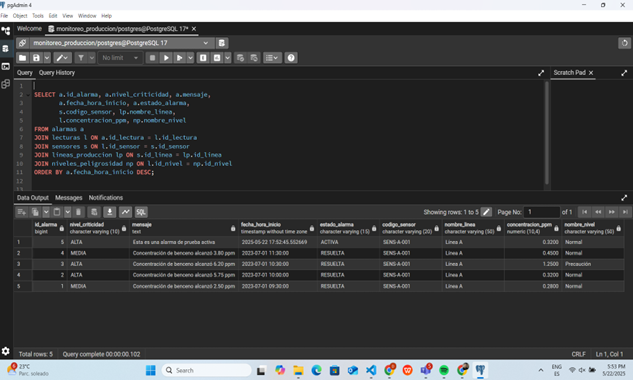 pgAdmin 4
File Object Tools Edit View Window Help
Welcome monitoreo_produccion/postgres@PostgreSQL 17*
monitoreo_produccion/postgres@PostgreSQL 17
No limit
Query Query History Scratch Pad
1
2 SELECT a.id_alarma, a.nivel_criticidad, a.mensaje,
3 a.fecha_hora_inicio, a.estado_alarma,
4 s.codigo_sensor, lp.nombre_linea,
5 l.concentracion_ppm, np.nombre_nivel
6 FROM alarmas a
7 JOIN lecturas l ON a.id_lectura = l.id_lectura
8 JOIN sensores s ON l.id_sensor = s.id_sensor
9 JOIN lineas_produccion lp ON s.id_linea = lp.id_linea
10 JOIN niveles_peligrosidad np ON l.id_nivel = np.id_nivel
11 ORDER BY a.fecha_hora_inicio DESC;
12
13
Data Output Messages Notifications
SQL Showing rows: 1 to 5 Page No: 1 of 1
id_alarma nivel_criticidad mensaje fecha_hora_inicio estado_alarma codigo_sensor nombre_linea concentracion_ppm nombre_nivel
bigint character varying (10) text timestamp without time zone character varying (15) character varying (20) character varying (50) numeric (10,4) character varying (50)
1 5 ALTA Esta es una alarma de prueba activa 2025-05-22 17:52:45.552669 ACTIVA SENS-A-001 Línea A 0.3200 Normal
2 4 MEDIA Concentración de benceno alcanzó 3.80 ppm 2023-07-01 11:30:00 RESUELTA SENS-A-001 Línea A 0.4500 Normal
3 3 ALTA Concentración de benceno alcanzó 6.20 ppm 2023-07-01 10:30:00 RESUELTA SENS-A-001 Línea A 1.2500 Precaución
4 2 ALTA Concentración de benceno alcanzó 5.75 ppm 2023-07-01 10:00:00 RESUELTA SENS-A-001 Línea A 0.3200 Normal
5 1 MEDIA Concentración de benceno alcanzó 2.50 ppm 2023-07-01 09:30:00 RESUELTA SENS-A-001 Línea A 0.2800 Normal
Total rows: 5 Query complete 00:00:00.102 CRLF Ln 1, Col 1
21°C
Parc. soleado
Search
ENG
ES
5:53 PM
5/22/2025